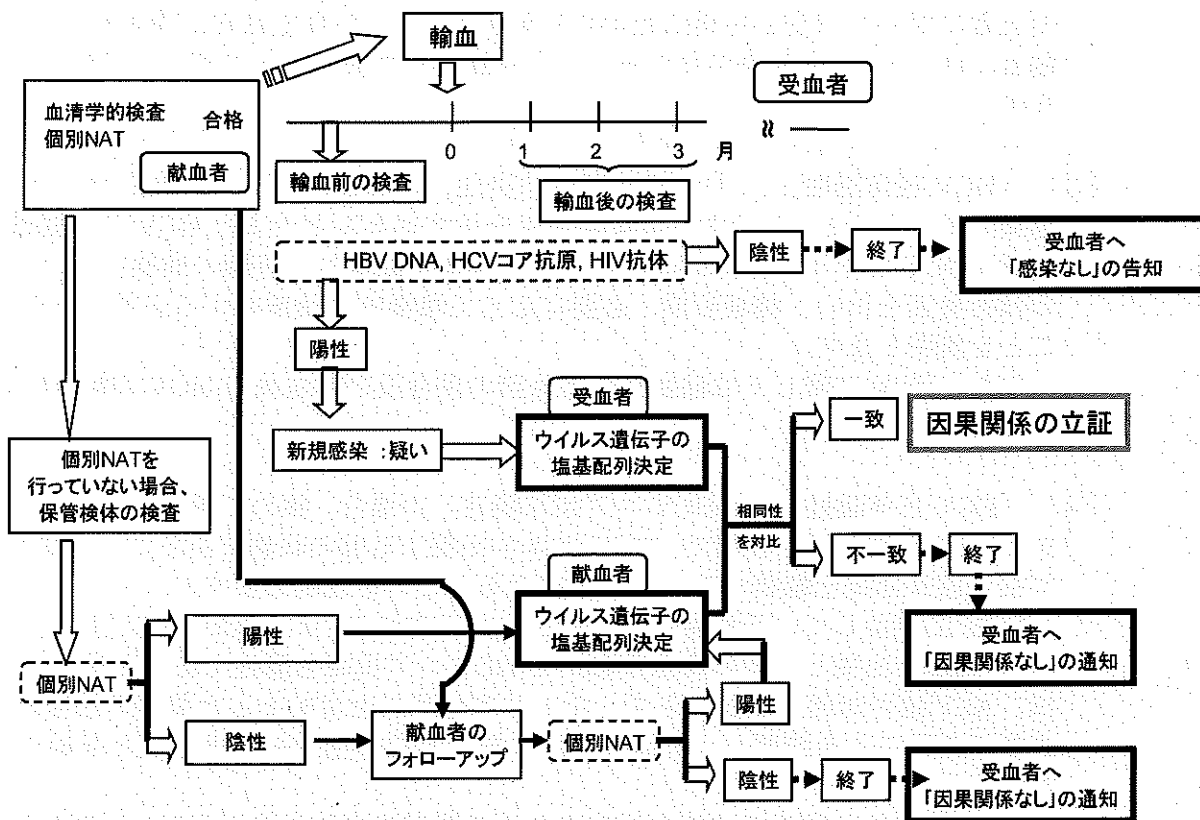 輸血
血清学的検査
個別NAT
合格
献血者
受血者
0
1
2
3
月
輸血前の検査
輸血後の検査
HBV DNA, HCVコア抗原, HIV抗体
陰性
終了
受血者へ
「感染なし」の告知
陽性
新規感染 :疑い
受血者
ウイルス遺伝子の
塩基配列決定
一致
因果関係の立証
個別NATを
行っていない場合、
保管検体の検査
相同性
を対比
不一致
終了
献血者
ウイルス遺伝子の
塩基配列決定
受血者へ
「因果関係なし」の通知
陽性
個別NAT
陰性
献血者の
フォローアップ
個別NAT
陽性
陰性
終了
受血者へ
「因果関係なし」の通知